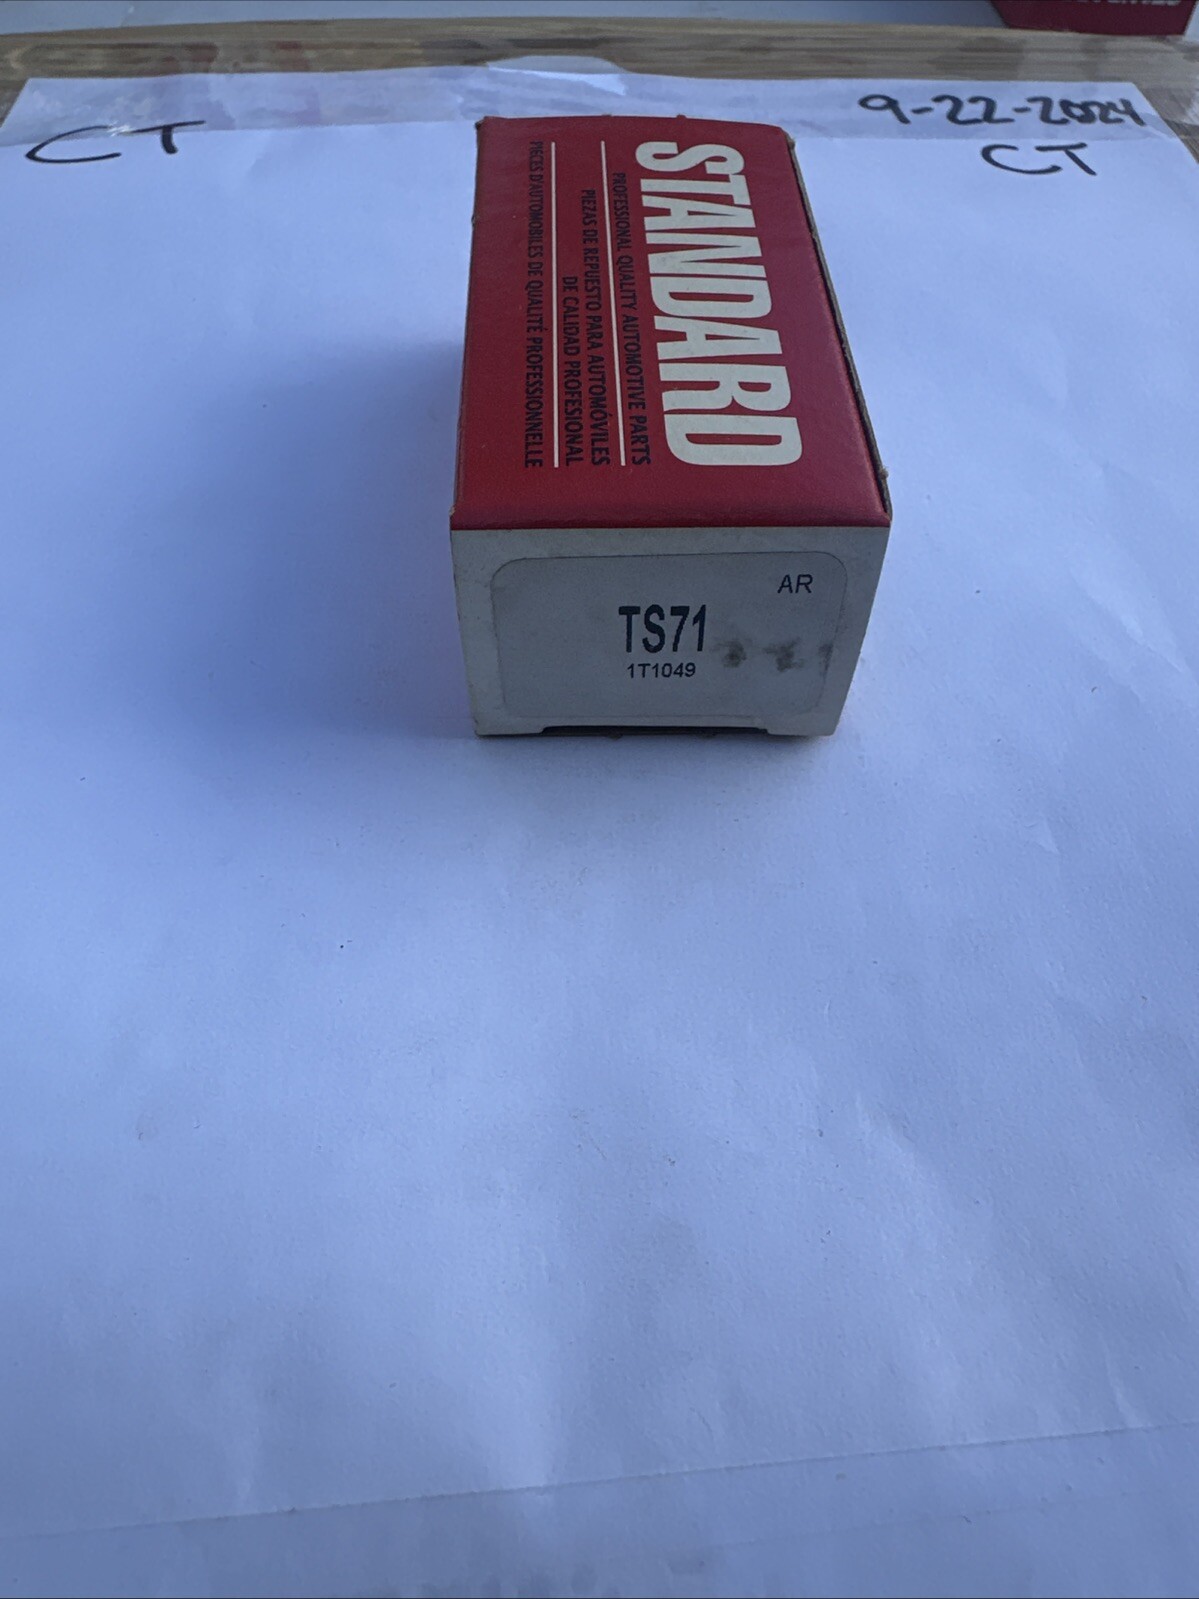 9-22-2024
CT
CT
STANDARD
PROFESSIONAL QUALITY AUTOMOTIVE PARTS
PIEZAS DE REPUESTO PARA AUTOMÓVILES
DE CALIDAD PROFESIONAL
PIÈCES D'AUTOMOBILES DE QUALITÉ PROFESSIONNELLE
AR
TS71
1T1049